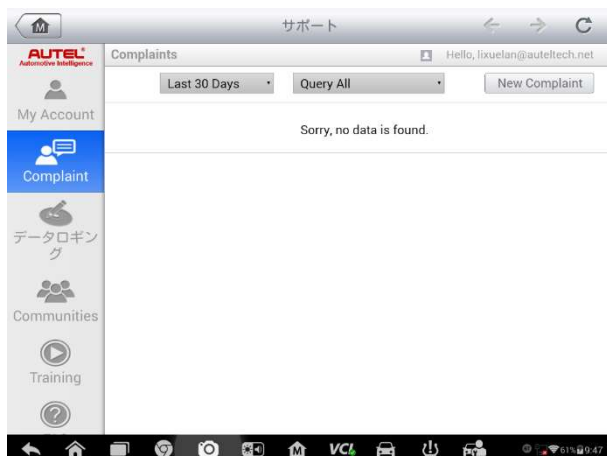 M
サポート
AUTEL®
Automotive Intelligence
Complaints
Hello, lixuelan@auteltech.net
My Account
Last 30 Days
Query All
New Complaint
Sorry, no data is found.
Complaint
データロギン
グ
Communities
Training
?
M
VCI
61%
9:47